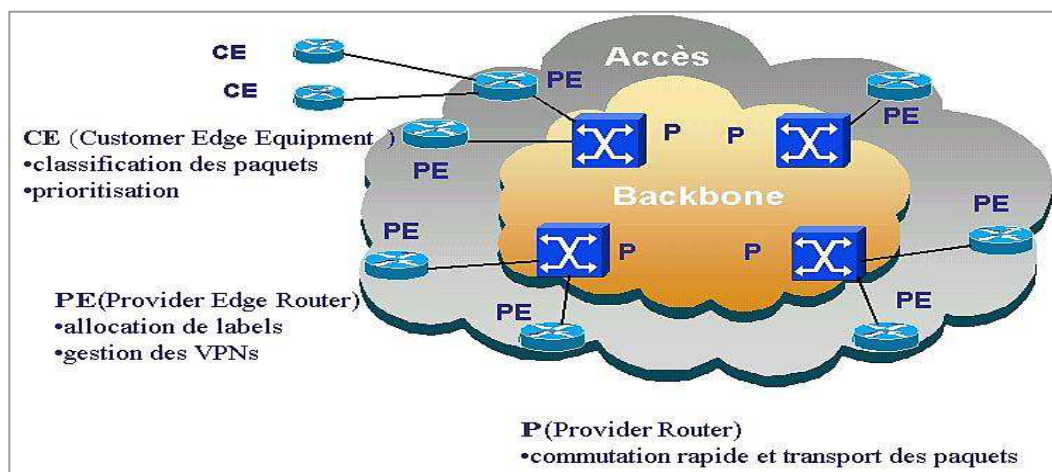 Accès
CE
PE
PE
CE
P
P
CE (Customer Edge Equipment )
•classification des paquets
PE
•prioritisation
Backbone
PE
PE
P
P
PE(Provider Edge Router)
PE
PE
•allocation de labels
•gestion des VPNs
P(Provider Router)
•commutation rapide et transport des paquets